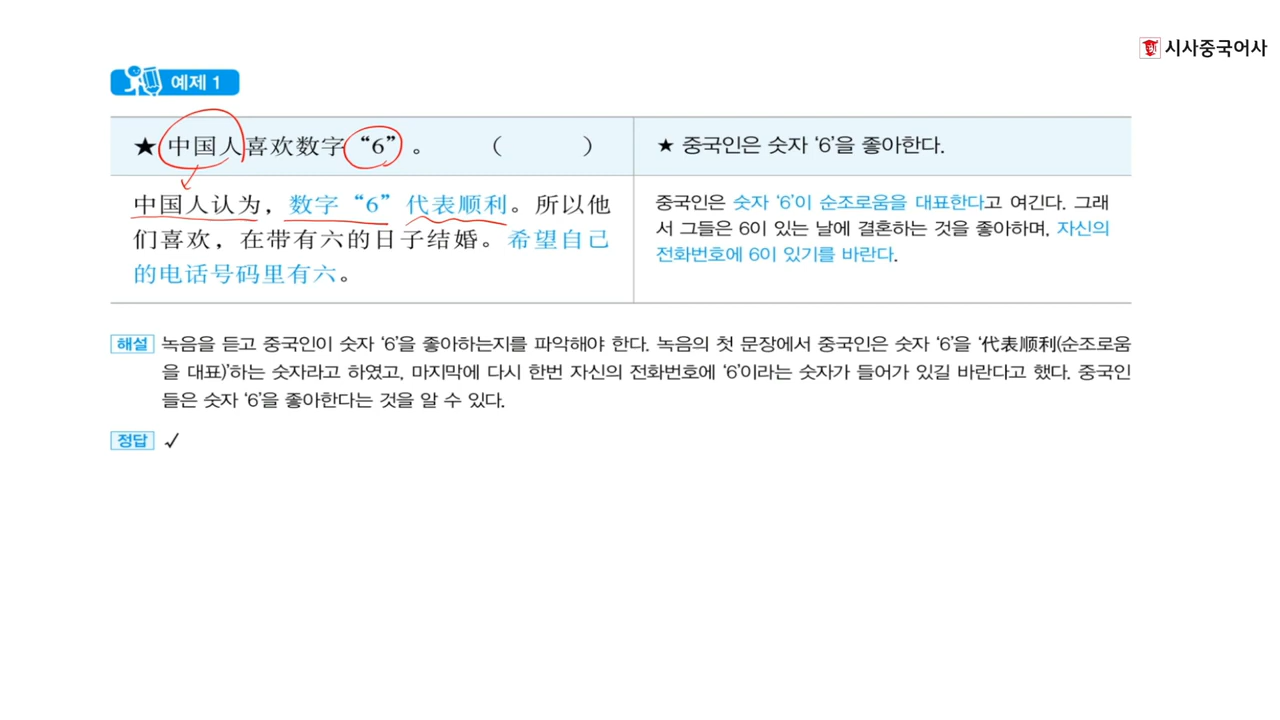 시사중국어사
예제 1
★ 中国人喜欢数字“6”。 ( )
★ 중국인은 숫자 ‘6’을 좋아한다.
中国人认为，数字“6”代表顺利。所以他
们喜欢，在带有六的日子结婚。希望自己
的电话号码里有六。
중국인은 숫자 ‘6’이 순조로움을 대표한다고 여긴다. 그래
서 그들은 6이 있는 날에 결혼하는 것을 좋아하며, 자신의
전화번호에 6이 있기를 바란다.
해설 녹음을 듣고 중국인이 숫자 ‘6’을 좋아하는지를 파악해야 한다. 녹음의 첫 문장에서 중국인은 숫자 ‘6’을 ‘代表顺利(순조로움
을 대표)’하는 숫자라고 하였고, 마지막에 다시 한번 자신의 전화번호에 ‘6’이라는 숫자가 들어가 있길 바란다고 했다. 중국인
들은 숫자 ‘6’을 좋아한다는 것을 알 수 있다.
정답 ✓